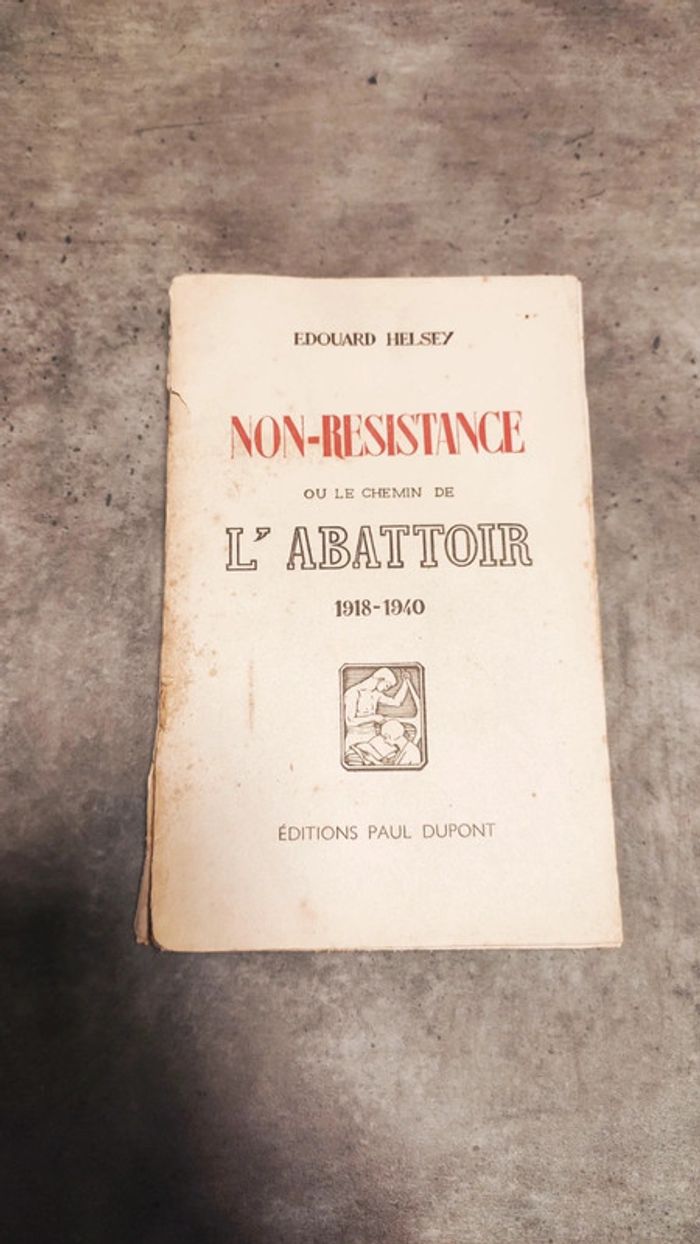 EDOUARD HELSEY
NON-RESISTANCE
OU LE CHEMIN DE
L'ABATTOIR
1918-1940
ÉDITIONS PAUL DUPONT